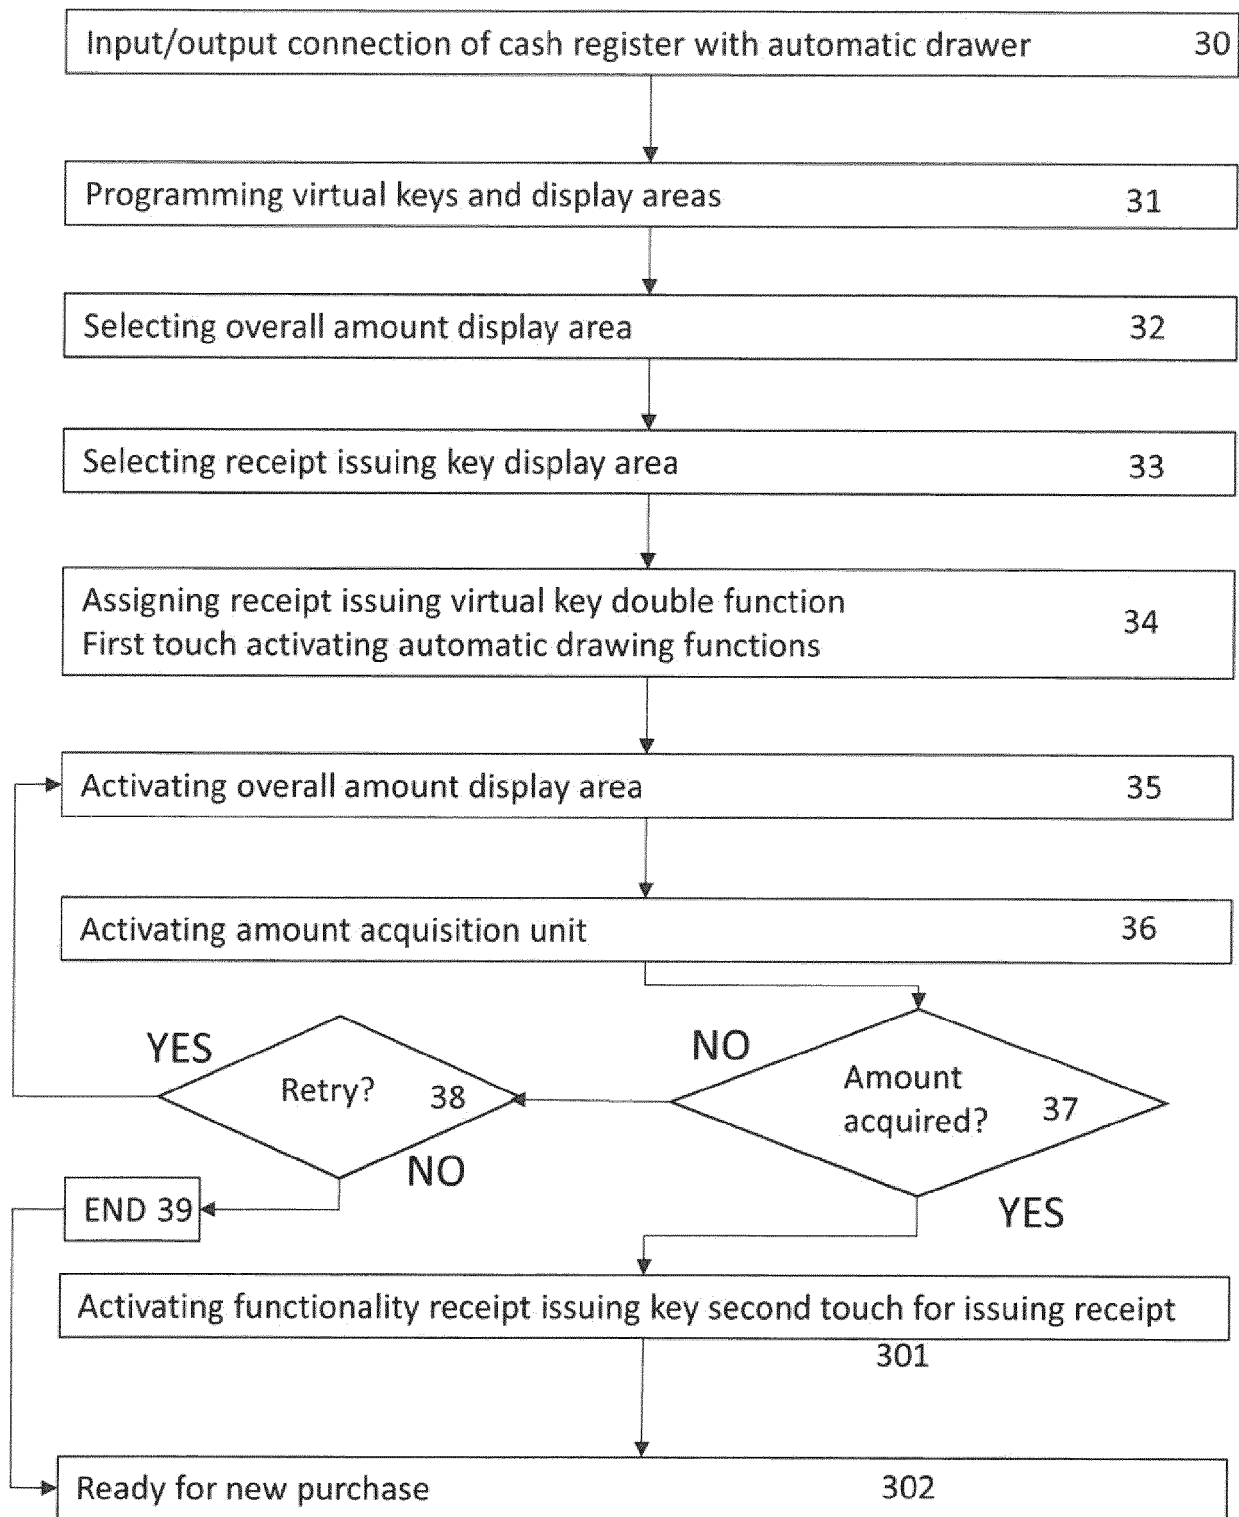 Input/output connection of cash register with automatic drawer 30
Programming virtual keys and display areas 31
Selecting overall amount display area 32
Selecting receipt issuing key display area 33
Assigning receipt issuing virtual key double function
First touch activating automatic drawing functions 34
Activating overall amount display area 35
Activating amount acquisition unit 36
YES
NO
Retry? 38
Amount
acquired? 37
NO
END 39
YES
Activating functionality receipt issuing key second touch for issuing receipt
301
Ready for new purchase 302